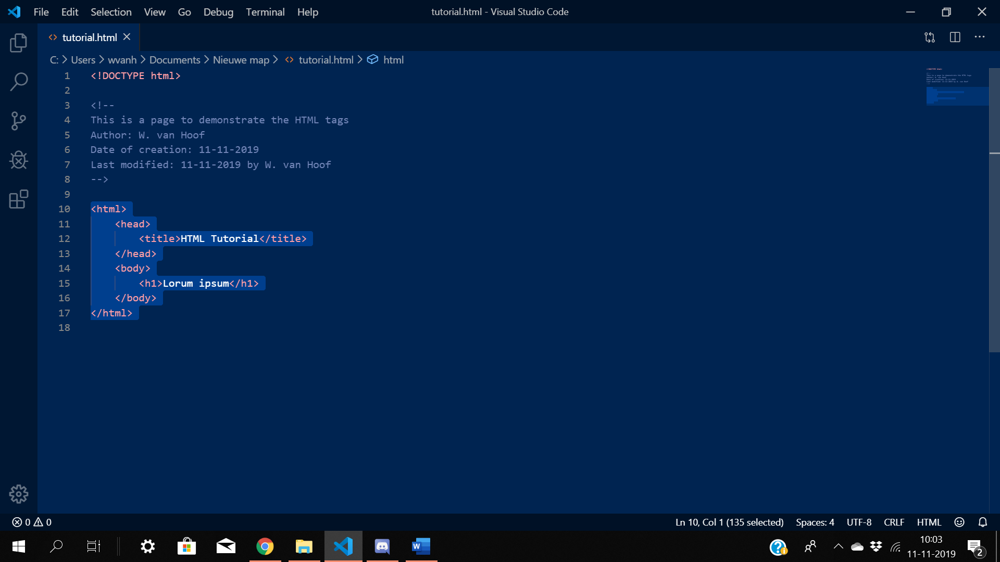 File Edit Selection View Go Debug Terminal Help tutorial.html - Visual Studio Code
tutorial.html
C: > Users > wvanh > Documents > Nieuwe map > tutorial.html > html
1 <!DOCTYPE html>
2
3 <!--
4 This is a page to demonstrate the HTML tags
5 Author: W. van Hoof
6 Date of creation: 11-11-2019
7 Last modified: 11-11-2019 by W. van Hoof
8 -->
9
10 <html>
11 <head>
12 <title>HTML Tutorial</title>
13 </head>
14 <body>
15 <h1>Lorum ipsum</h1>
16 </body>
17 </html>
18
0 0 Ln 10, Col 1 (135 selected) Spaces: 4 UTF-8 CRLF HTML
10:03
11-11-2019
2